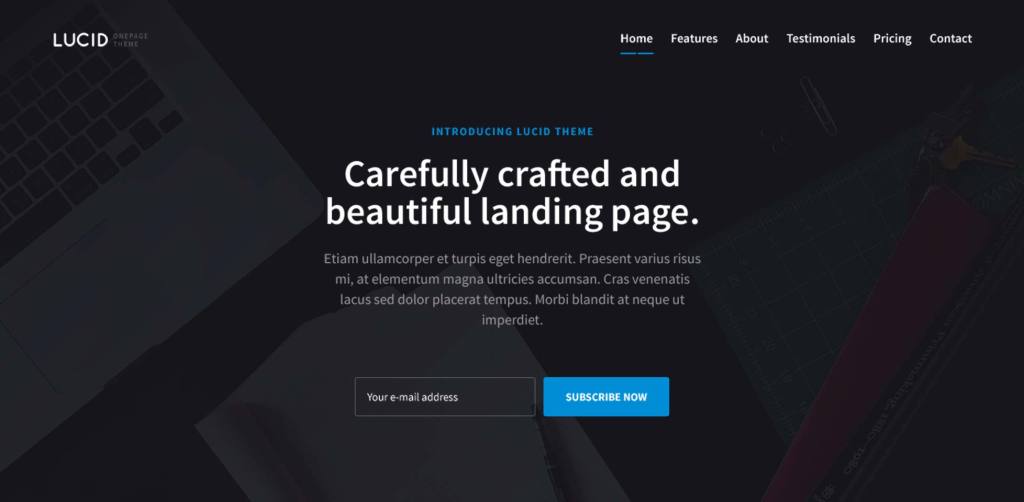 LUCID ONEPAGE THEME
Home Features About Testimonials Pricing Contact
INTRODUCING LUCID THEME
Carefully crafted and
beautiful landing page.
Etiam ullamcorper et turpis eget hendrerit. Praesent varius risus
mi, at elementum magna ultricies accumsan. Cras venenatis
lacus sed dolor placerat tempus. Morbi blandit at neque ut
imperdiet.
Your e-mail address
SUBSCRIBE NOW